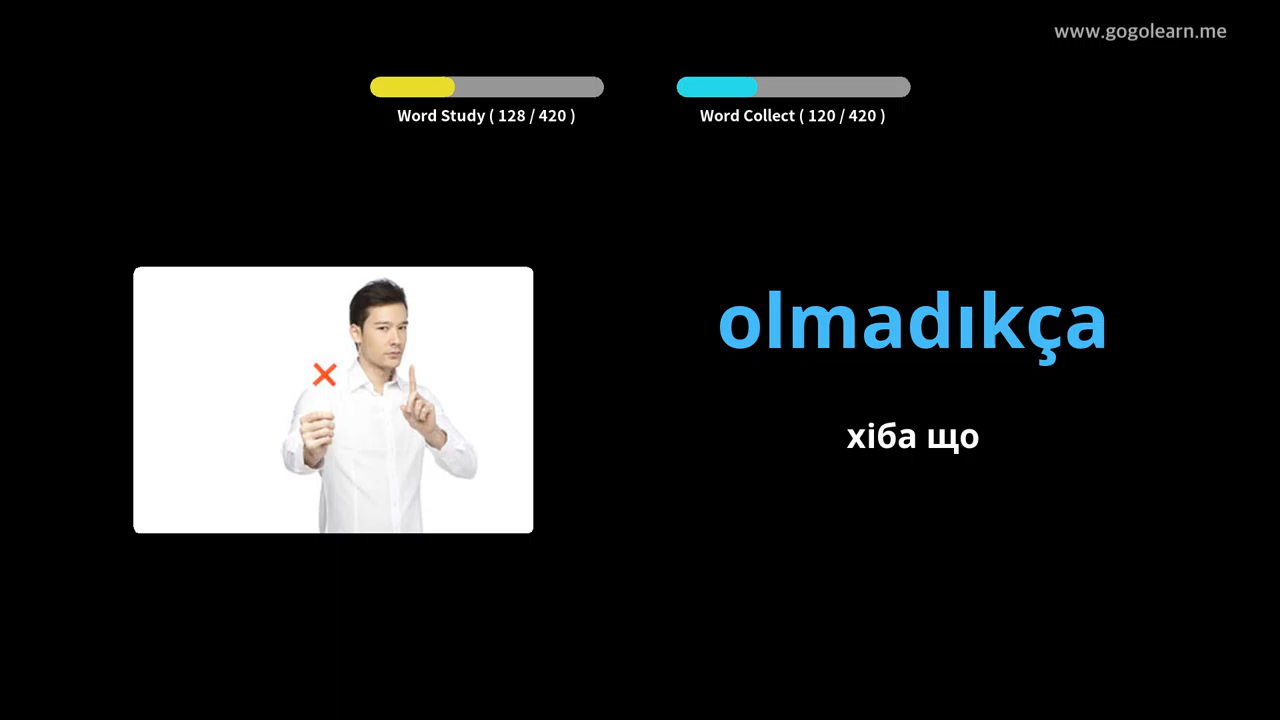 www.gogolearn.me
Word Study ( 128 / 420 )
Word Collect ( 120 / 420 )
olmadıkça
хіба що